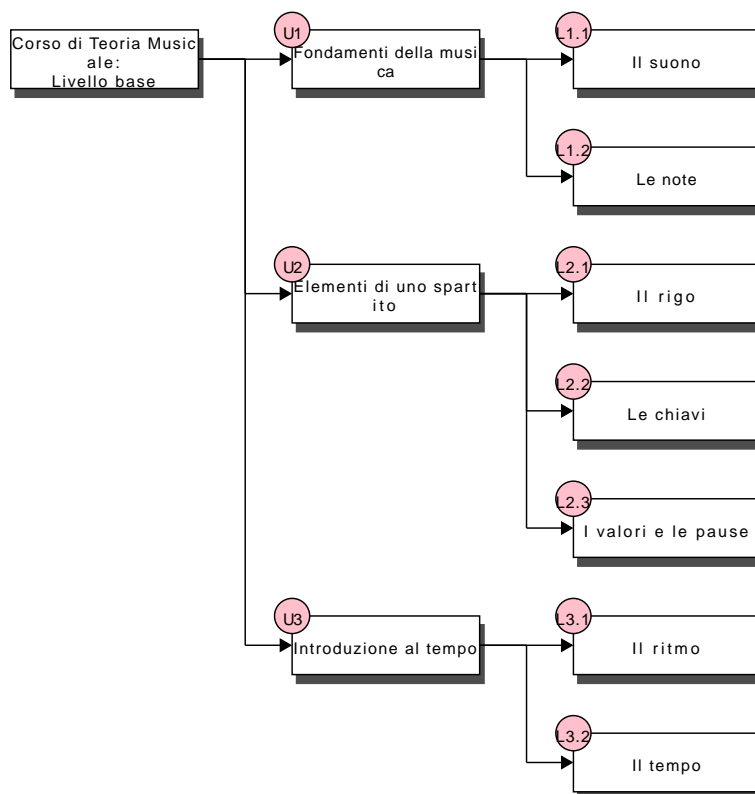 Corso di Teoria Music
ale:
Livello base
U1
Fondamenti della musi
ca
L1.1
Il suono
L1.2
Le note
U2
Elementi di uno spart
ito
L2.1
Il rigo
L2.2
Le chiavi
L2.3
I valori e le pause
U3
Introduzione al tempo
L3.1
Il ritmo
L3.2
Il tempo